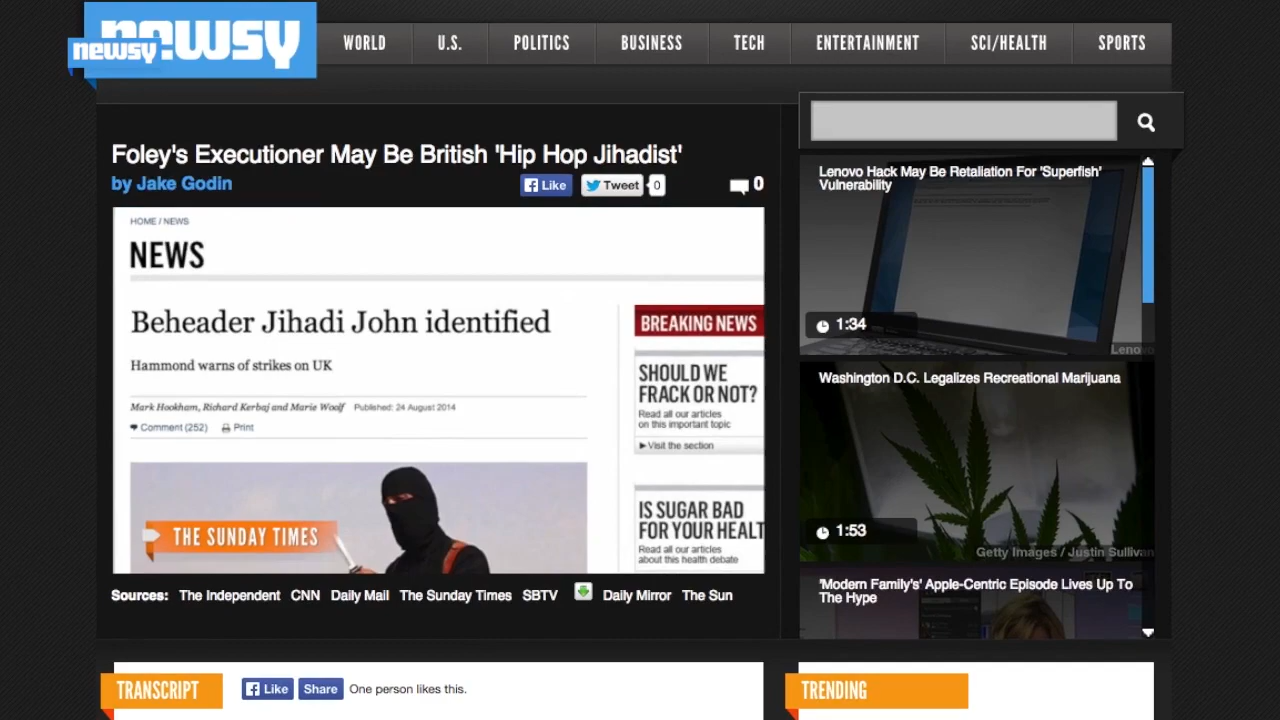 newsy
newsy
WORLD
U.S.
POLITICS
BUSINESS
TECH
ENTERTAINMENT
SCI/HEALTH
SPORTS
Foley's Executioner May Be British 'Hip Hop Jihadist'
by Jake Godin
Like
Tweet
0
0
HOME / NEWS
NEWS
Beheader Jihadi John identified
Hammond warns of strikes on UK
Mark Hookham, Richard Kerbaj and Marie Woolf Published: 24 August 2014
Comment (252) Print
THE SUNDAY TIMES
BREAKING NEWS
SHOULD WE
FRACK OR NOT?
Read all our articles
on this important topic
Visit the section
IS SUGAR BAD
FOR YOUR HEALT
Read all our articles
about this health debate
Sources: The Independent CNN Daily Mail The Sunday Times SBTV Daily Mirror The Sun
Lenovo Hack May Be Retaliation For 'Superfish'
Vulnerability
1:34
Lenovo
Washington D.C. Legalizes Recreational Marijuana
1:53
Getty Images / Justin Sullivan
'Modern Family's' Apple-Centric Episode Lives Up To
The Hype
TRANSCRIPT
Like
Share
One person likes this.
TRENDING